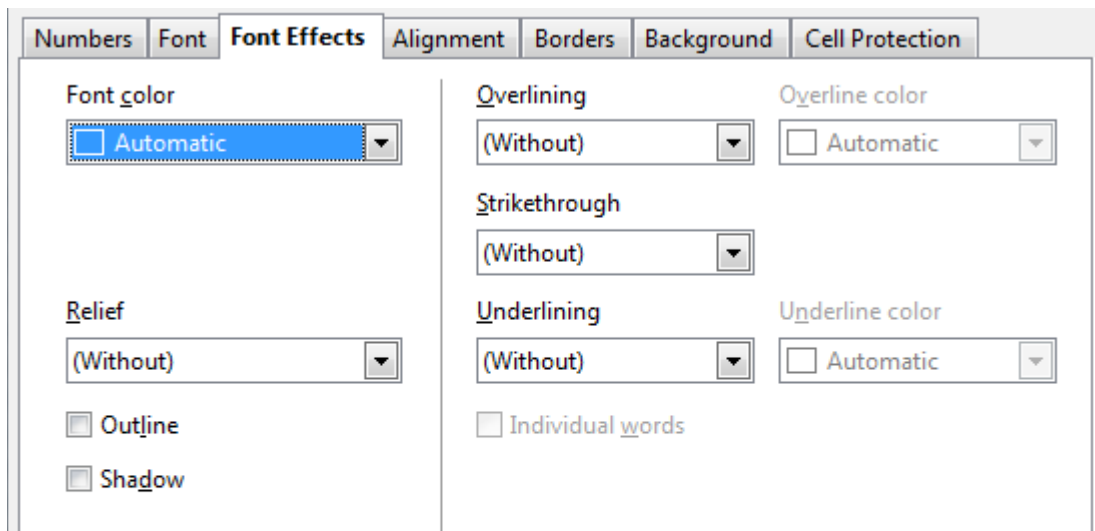 Numbers Font Font Effects Alignment Borders Background Cell Protection
Font color
Automatic
Relief
(Without)
Outline
Shadow
Overlining Overline color
(Without) Automatic
Strikethrough
(Without)
Underlining Underline color
(Without) Automatic
Individual words